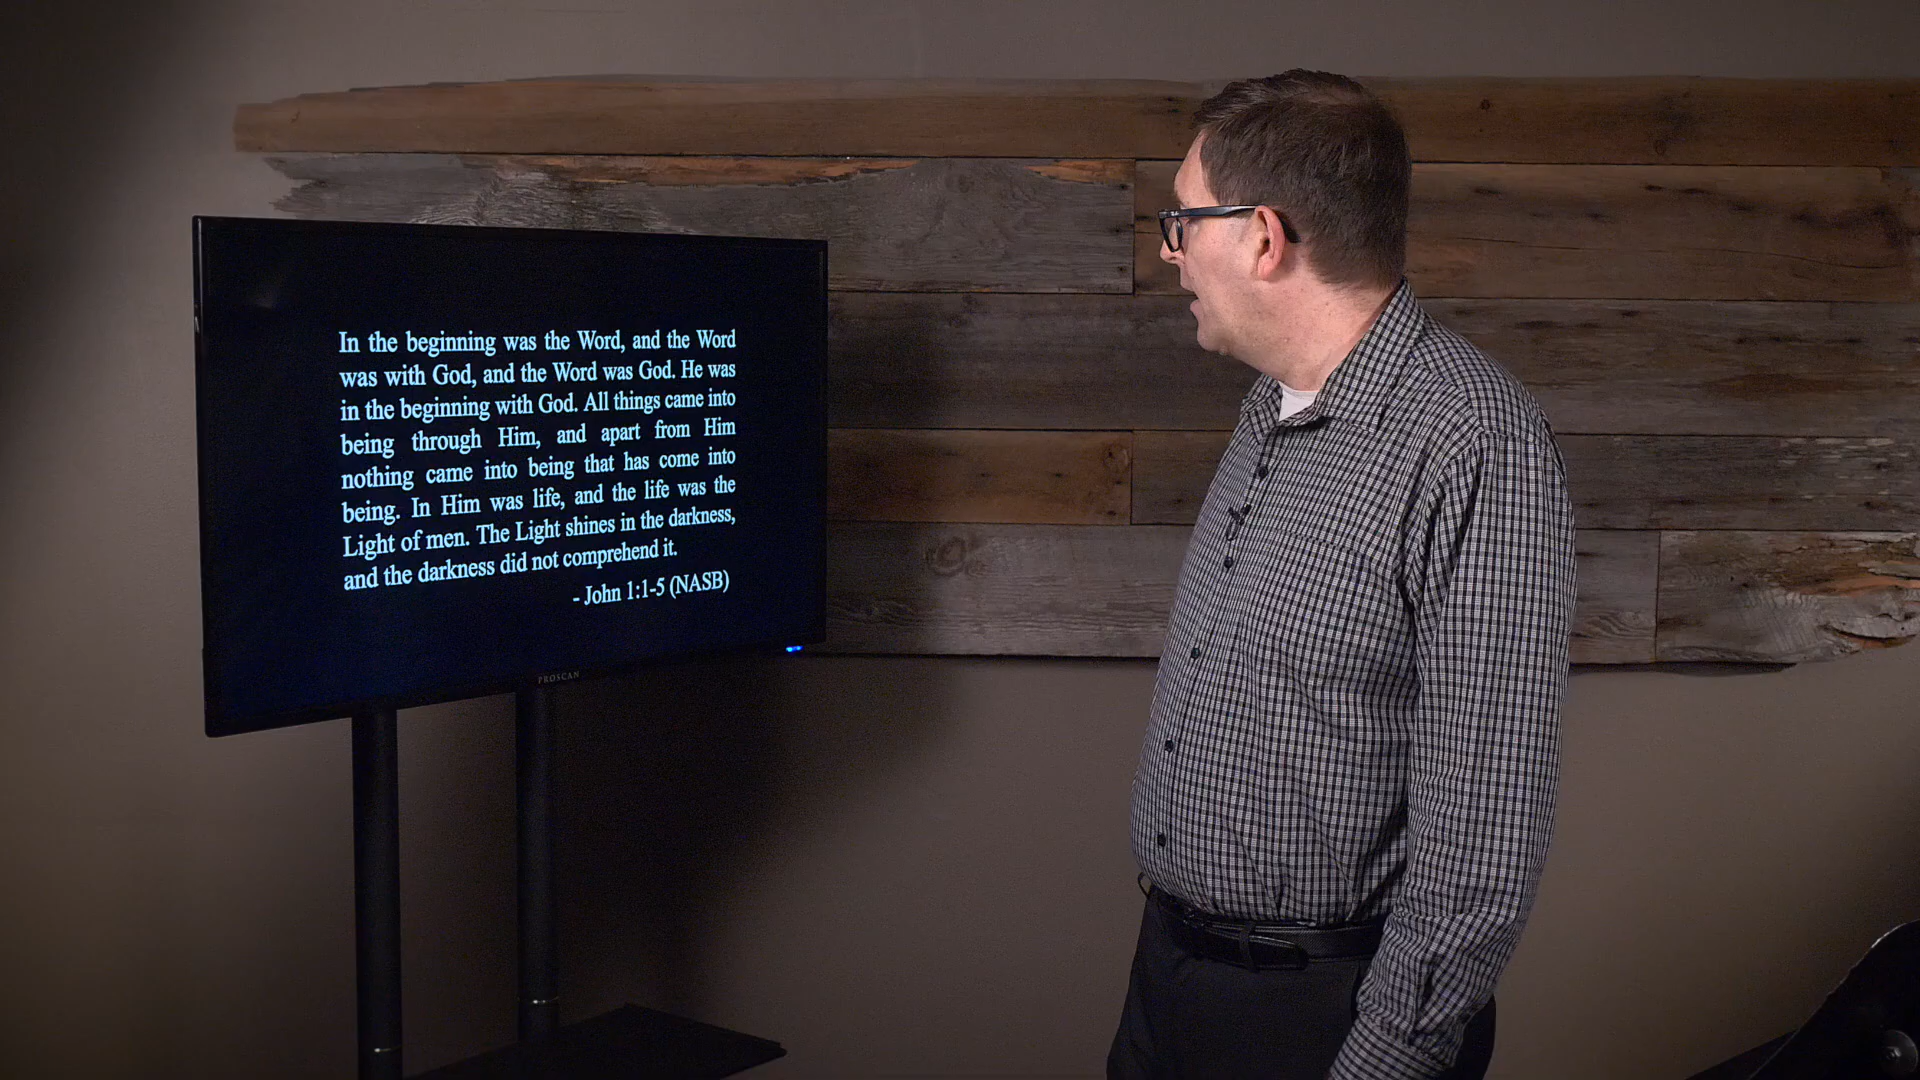 In the beginning was the Word, and the Word
was with God, and the Word was God. He was
in the beginning with God. All things came into
being through Him, and apart from Him
nothing came into being that has come into
being. In Him was life, and the life was the
Light of men. The Light shines in the darkness,
and the darkness did not comprehend it.
- John 1:1-5 (NASB)
PROSCAN